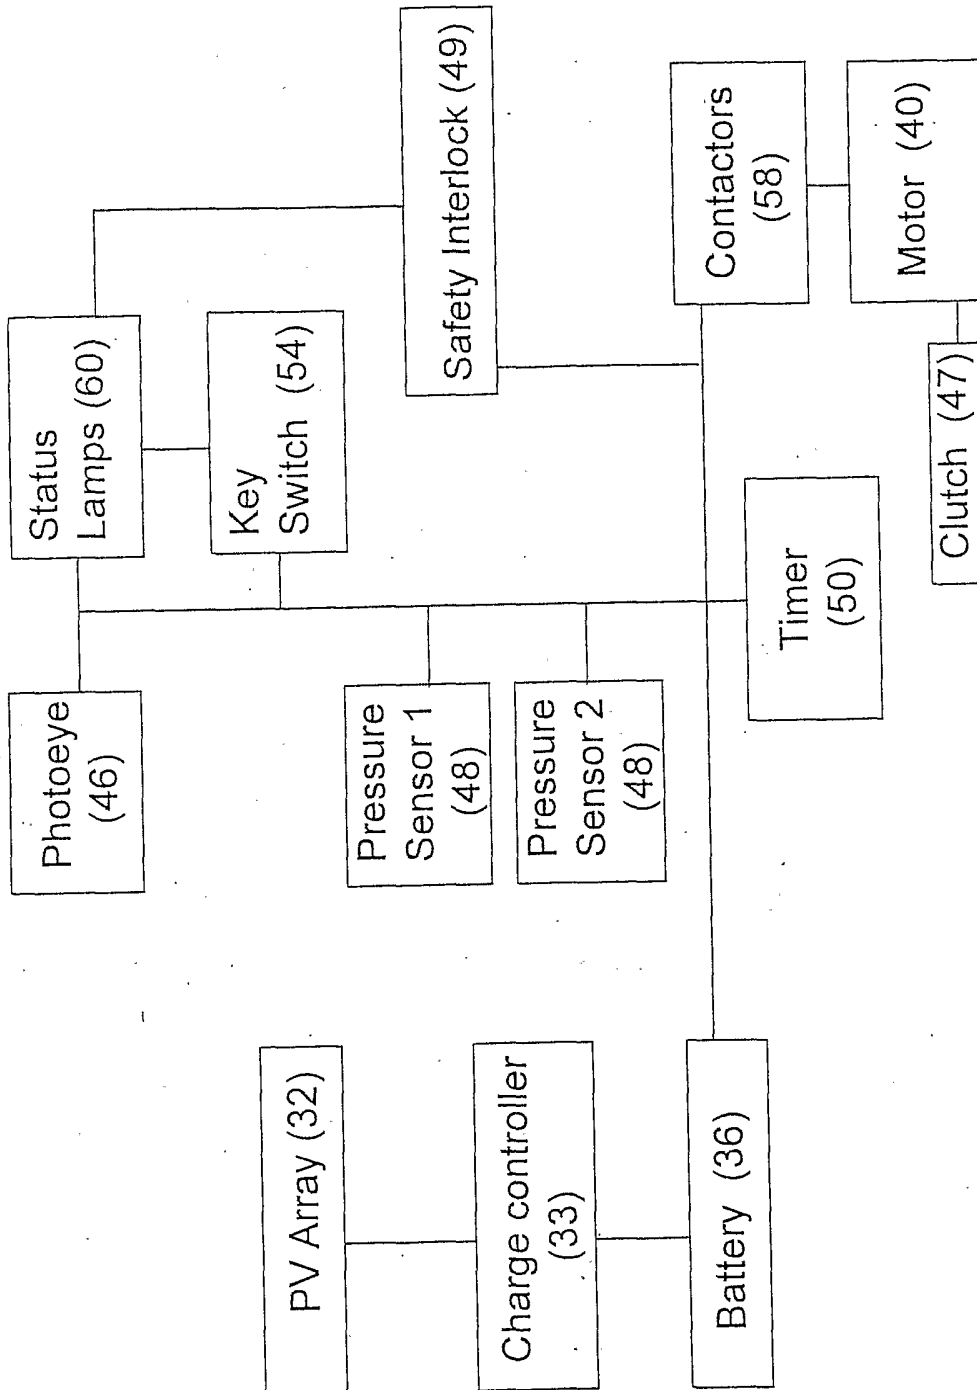 PV Array (32)
Charge controller
(33)
Battery (36)
Photoeye
(46)
Pressure
Sensor 1
(48)
Pressure
Sensor 2
(48)
Timer
(50)
Status
Lamps (60)
Key
Switch (54)
Safety Interlock (49)
Contactors
(58)
Motor (40)
Clutch (47)